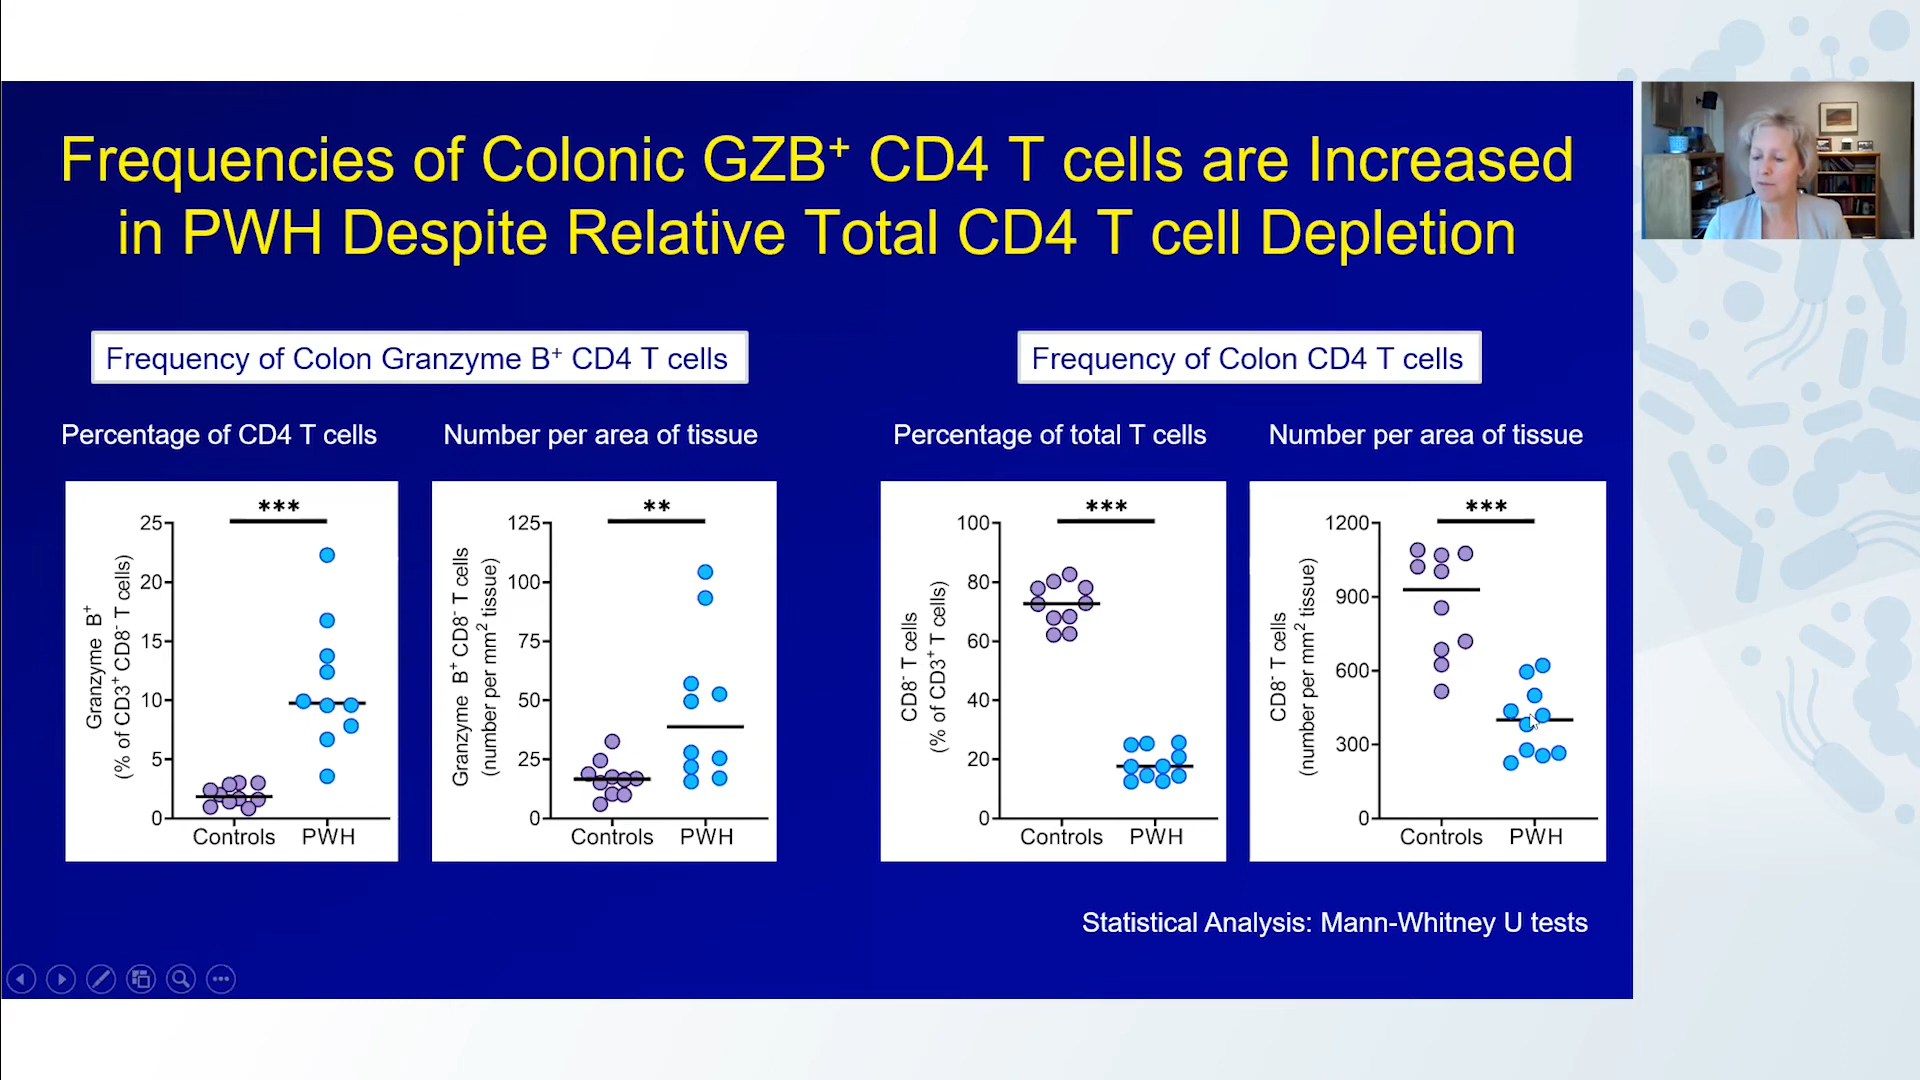 Frequencies of Colonic GZB⁺ CD4 T cells are Increased
in PWH Despite Relative Total CD4 T cell Depletion
Frequency of Colon Granzyme B⁺ CD4 T cells
Frequency of Colon CD4 T cells
Percentage of CD4 T cells
Number per area of tissue
Percentage of total T cells
Number per area of tissue
***
25
20
15
10
5
0
Granzyme B⁺
(% of CD3⁺ CD8⁻ T cells)
Controls PWH
**
125
100
75
50
25
0
Granzyme B⁺ CD8⁻ T cells
(number per mm² tissue)
Controls PWH
***
100
80
60
40
20
0
CD8⁻ T cells
(% of CD3⁺ T cells)
Controls PWH
***
1200
900
600
300
0
CD8⁻ T cells
(number per mm² tissue)
Controls PWH
Statistical Analysis: Mann-Whitney U tests